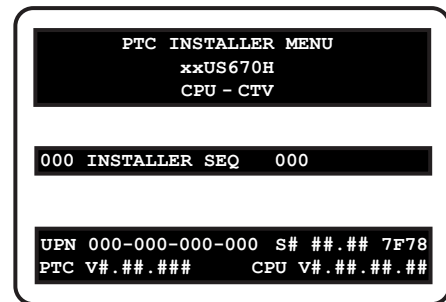 PTC INSTALLER MENU
xxUS670H
CPU – CTV
000 INSTALLER SEQ 000
UPN 000-000-000-000 S# ##.## 7F78
PTC V#.##.### CPU V#.##.##.##